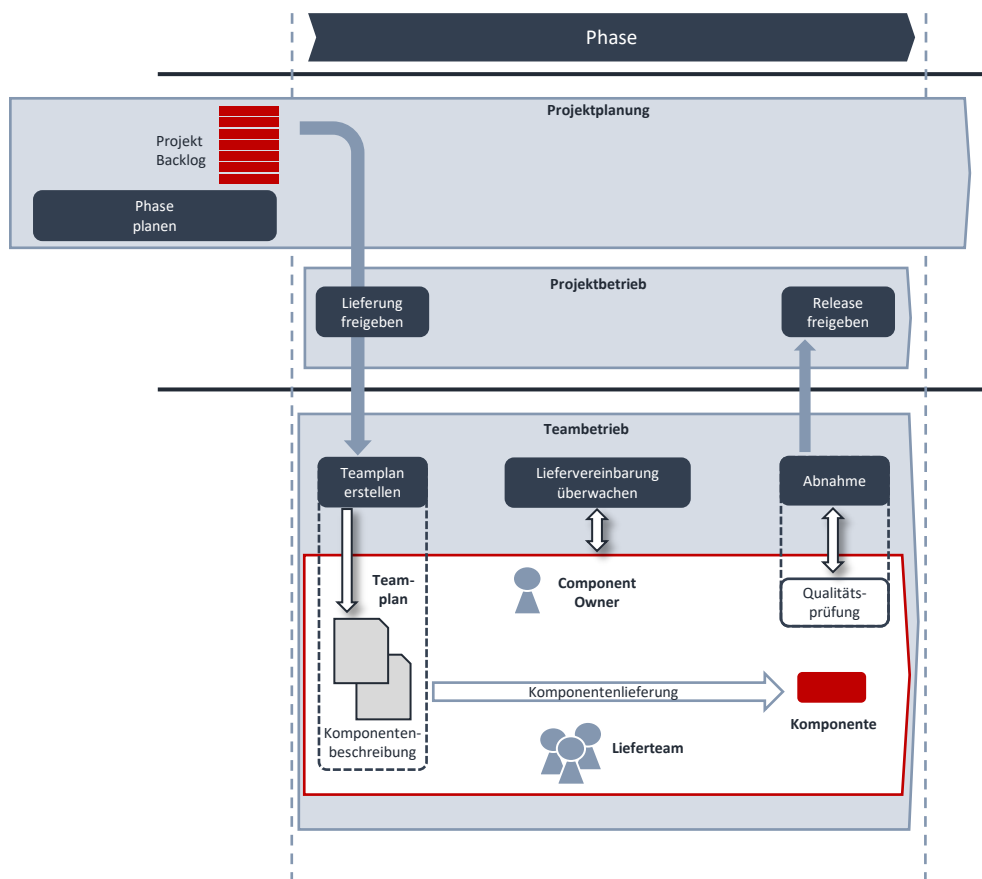 Phase
Projektplanung
Projekt
Backlog
Phase
planen
Projektbetrieb
Lieferung
freigeben
Release
freigeben
Teambetrieb
Teamplan
erstellen
Liefervereinbarung
überwachen
Abnahme
Team-
plan
Component
Owner
Qualitäts-
prüfung
Komponentenlieferung
Komponente
Komponenten-
beschreibung
Lieferteam